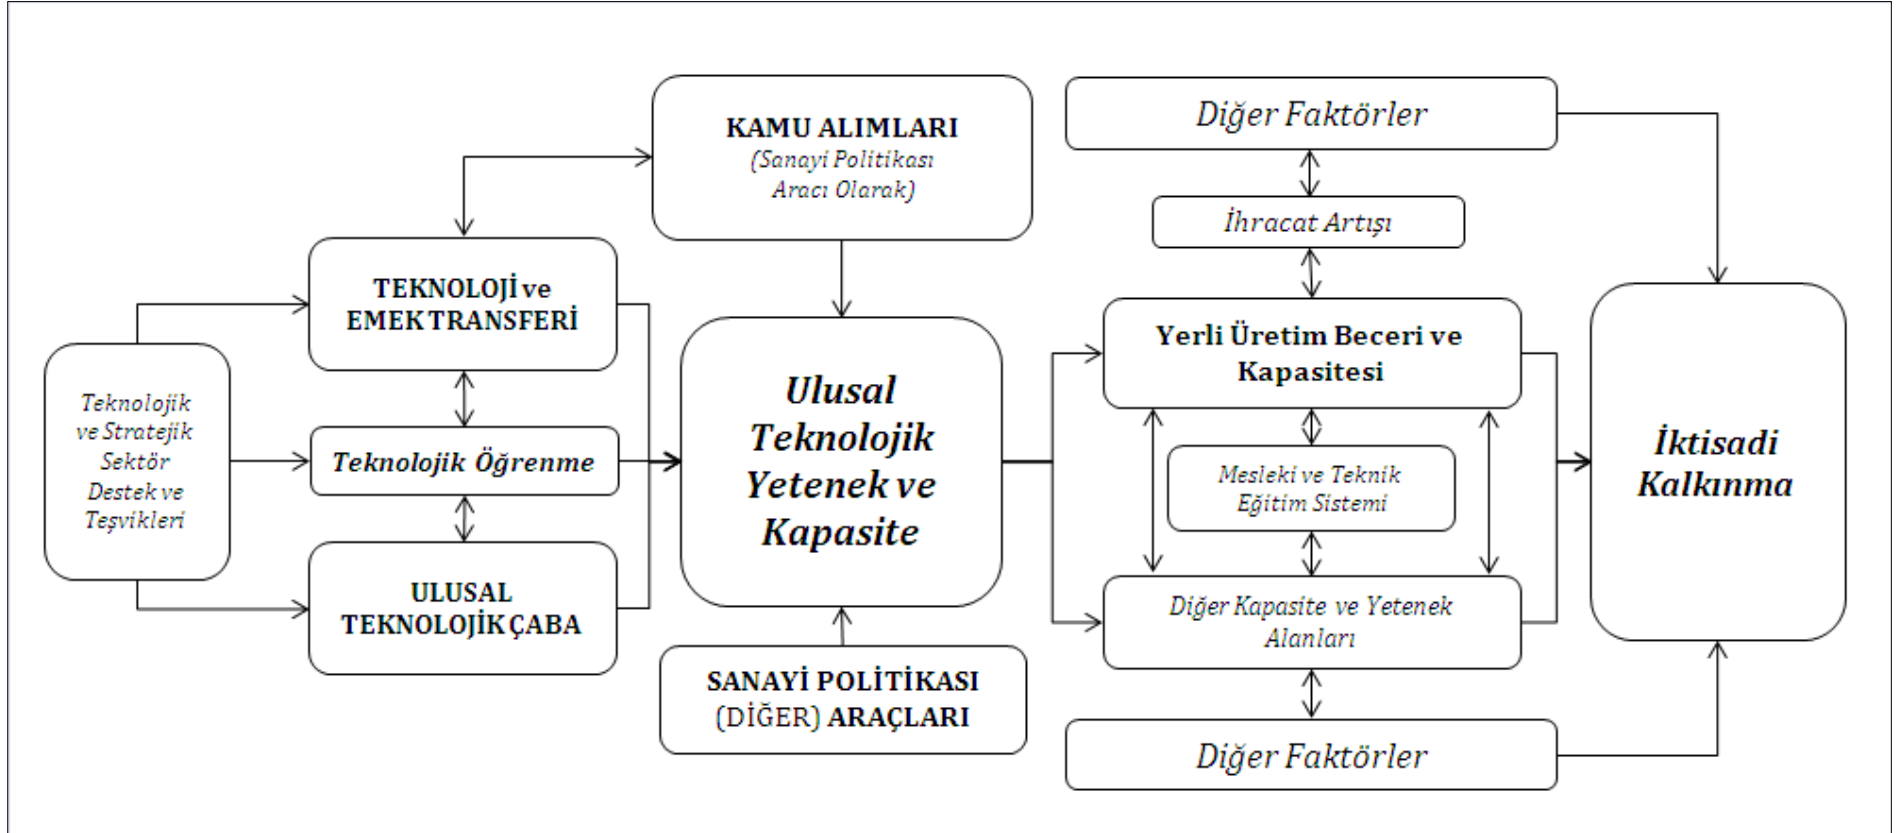 Teknolojik
ve Stratejik
Sektör
Destek ve
Teşvikleri
TEKNOLOJİ ve
EMEK TRANSFERİ
Teknolojik Öğrenme
ULUSAL
TEKNOLOJİK ÇABA
KAMU ALIMLARI
(Sanayi Politikası
Aracı Olarak)
Ulusal
Teknolojik
Yetenek ve
Kapasite
SANAYİ POLİTİKASI
(DİĞER) ARAÇLARI
Diğer Faktörler
İhracat Artışı
Yerli Üretim Beceri ve
Kapasitesi
Mesleki ve Teknik
Eğitim Sistemi
Diğer Kapasite ve Yetenek
Alanları
Diğer Faktörler
İktisadi
Kalkınma